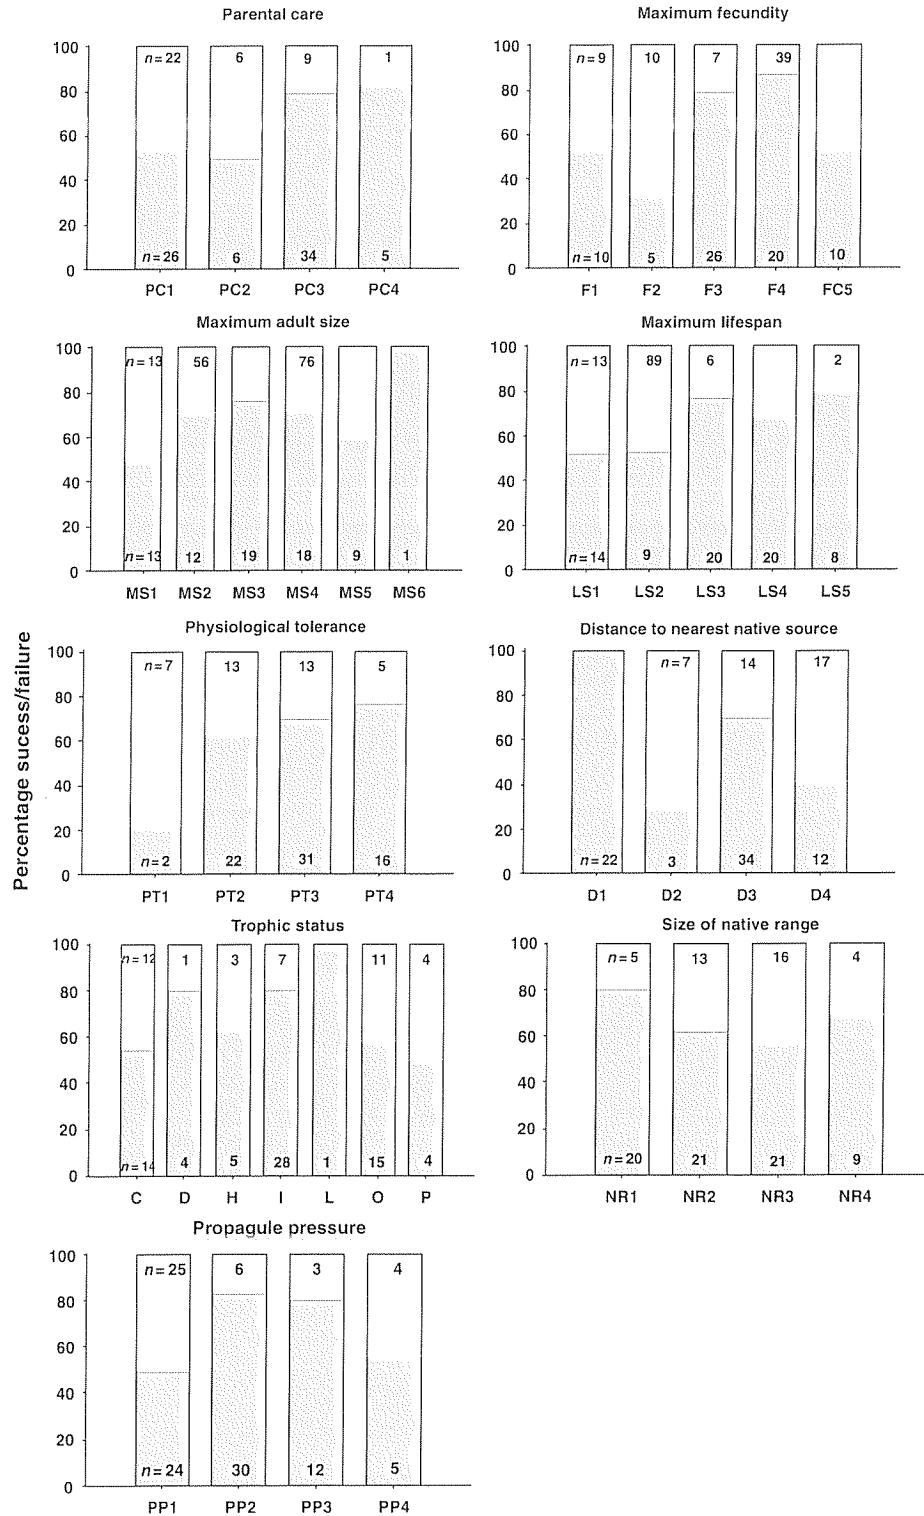 Parental care
100
80
60
40
20
0
n=22 6 9 1
n=26 6 34 5
PC1 PC2 PC3 PC4
Maximum fecundity
100
80
60
40
20
0
n=9 10 7 39
n=10 5 26 20 10
F1 F2 F3 F4 FC5
Maximum adult size
100
80
60
40
20
0
n=13 56 76
n=13 12 19 18 9 1
MS1 MS2 MS3 MS4 MS5 MS6
Maximum lifespan
100
80
60
40
20
0
n=13 89 6 2
n=14 9 20 20 8
LS1 LS2 LS3 LS4 LS5
Percentage sucess/failure
Physiological tolerance
100
80
60
40
20
0
n=7 13 13 5
n=2 22 31 16
PT1 PT2 PT3 PT4
Distance to nearest native source
100
80
60
40
20
0
n=7 14 17
n=22 3 34 12
D1 D2 D3 D4
Trophic status
100
80
60
40
20
0
n=12 1 3 7 11 4
n=14 4 5 28 1 15 4
C D H I L O P
Size of native range
100
80
60
40
20
0
n=5 13 16 4
n=20 21 21 9
NR1 NR2 NR3 NR4
Propagule pressure
100
80
60
40
20
0
n=25 6 3 4
n=24 30 12 5
PP1 PP2 PP3 PP4